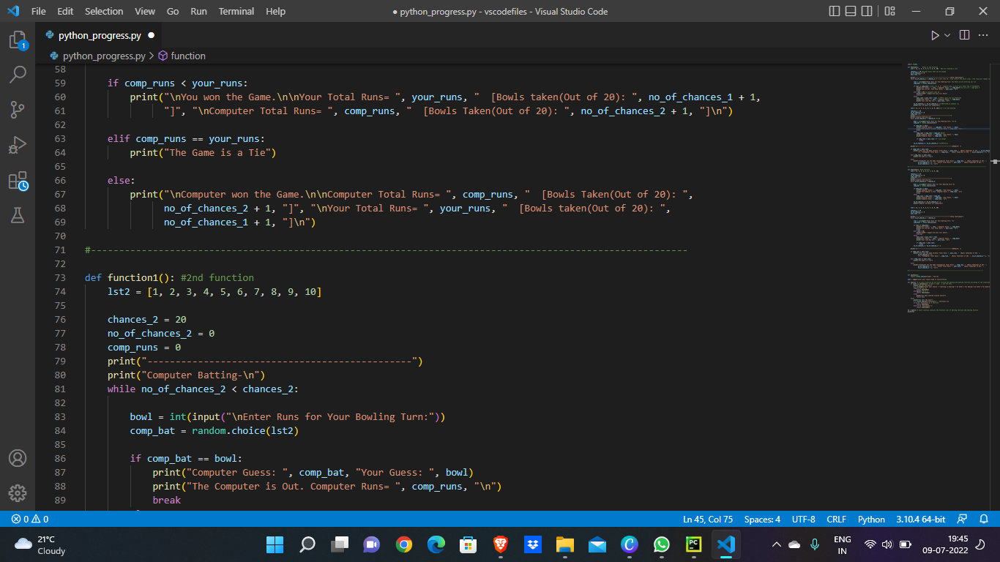 File Edit Selection View Go Run Terminal Help ● python_progress.py - vscodefiles - Visual Studio Code
python_progress.py ●
python_progress.py > function
58
59 if comp_runs < your_runs:
60 print("\nYou won the Game.\n\nYour Total Runs= ", your_runs, "  [Bowls taken(Out of 20): ", no_of_chances_1 + 1,
61 "]", "\nComputer Total Runs= ", comp_runs, "  [Bowls Taken(Out of 20): ", no_of_chances_2 + 1, "]\n")
62
63 elif comp_runs == your_runs:
64 print("The Game is a Tie")
65
66 else:
67 print("\nComputer won the Game.\n\nComputer Total Runs= ", comp_runs, "  [Bowls Taken(Out of 20): ",
68 no_of_chances_2 + 1, "]", "\nYour Total Runs= ", your_runs, "  [Bowls taken(Out of 20): ",
69 no_of_chances_1 + 1, "]\n")
70
71 #----------------------------------------------------------------------------------------------------------
72
73 def function1(): #2nd function
74 lst2 = [1, 2, 3, 4, 5, 6, 7, 8, 9, 10]
75
76 chances_2 = 20
77 no_of_chances_2 = 0
78 comp_runs = 0
79 print("-----------------------------------------------")
80 print("Computer Batting-\n")
81 while no_of_chances_2 < chances_2:
82
83 bowl = int(input("\nEnter Runs for Your Bowling Turn:"))
84 comp_bat = random.choice(lst2)
85
86 if comp_bat == bowl:
87 print("Computer Guess: ", comp_bat, "Your Guess: ", bowl)
88 print("The Computer is Out. Computer Runs= ", comp_runs, "\n")
89 break
0 0 Ln 45, Col 75 Spaces: 4 UTF-8 CRLF Python 3.10.4 64-bit
21°C
Cloudy
ENG
IN
19:45
09-07-2022